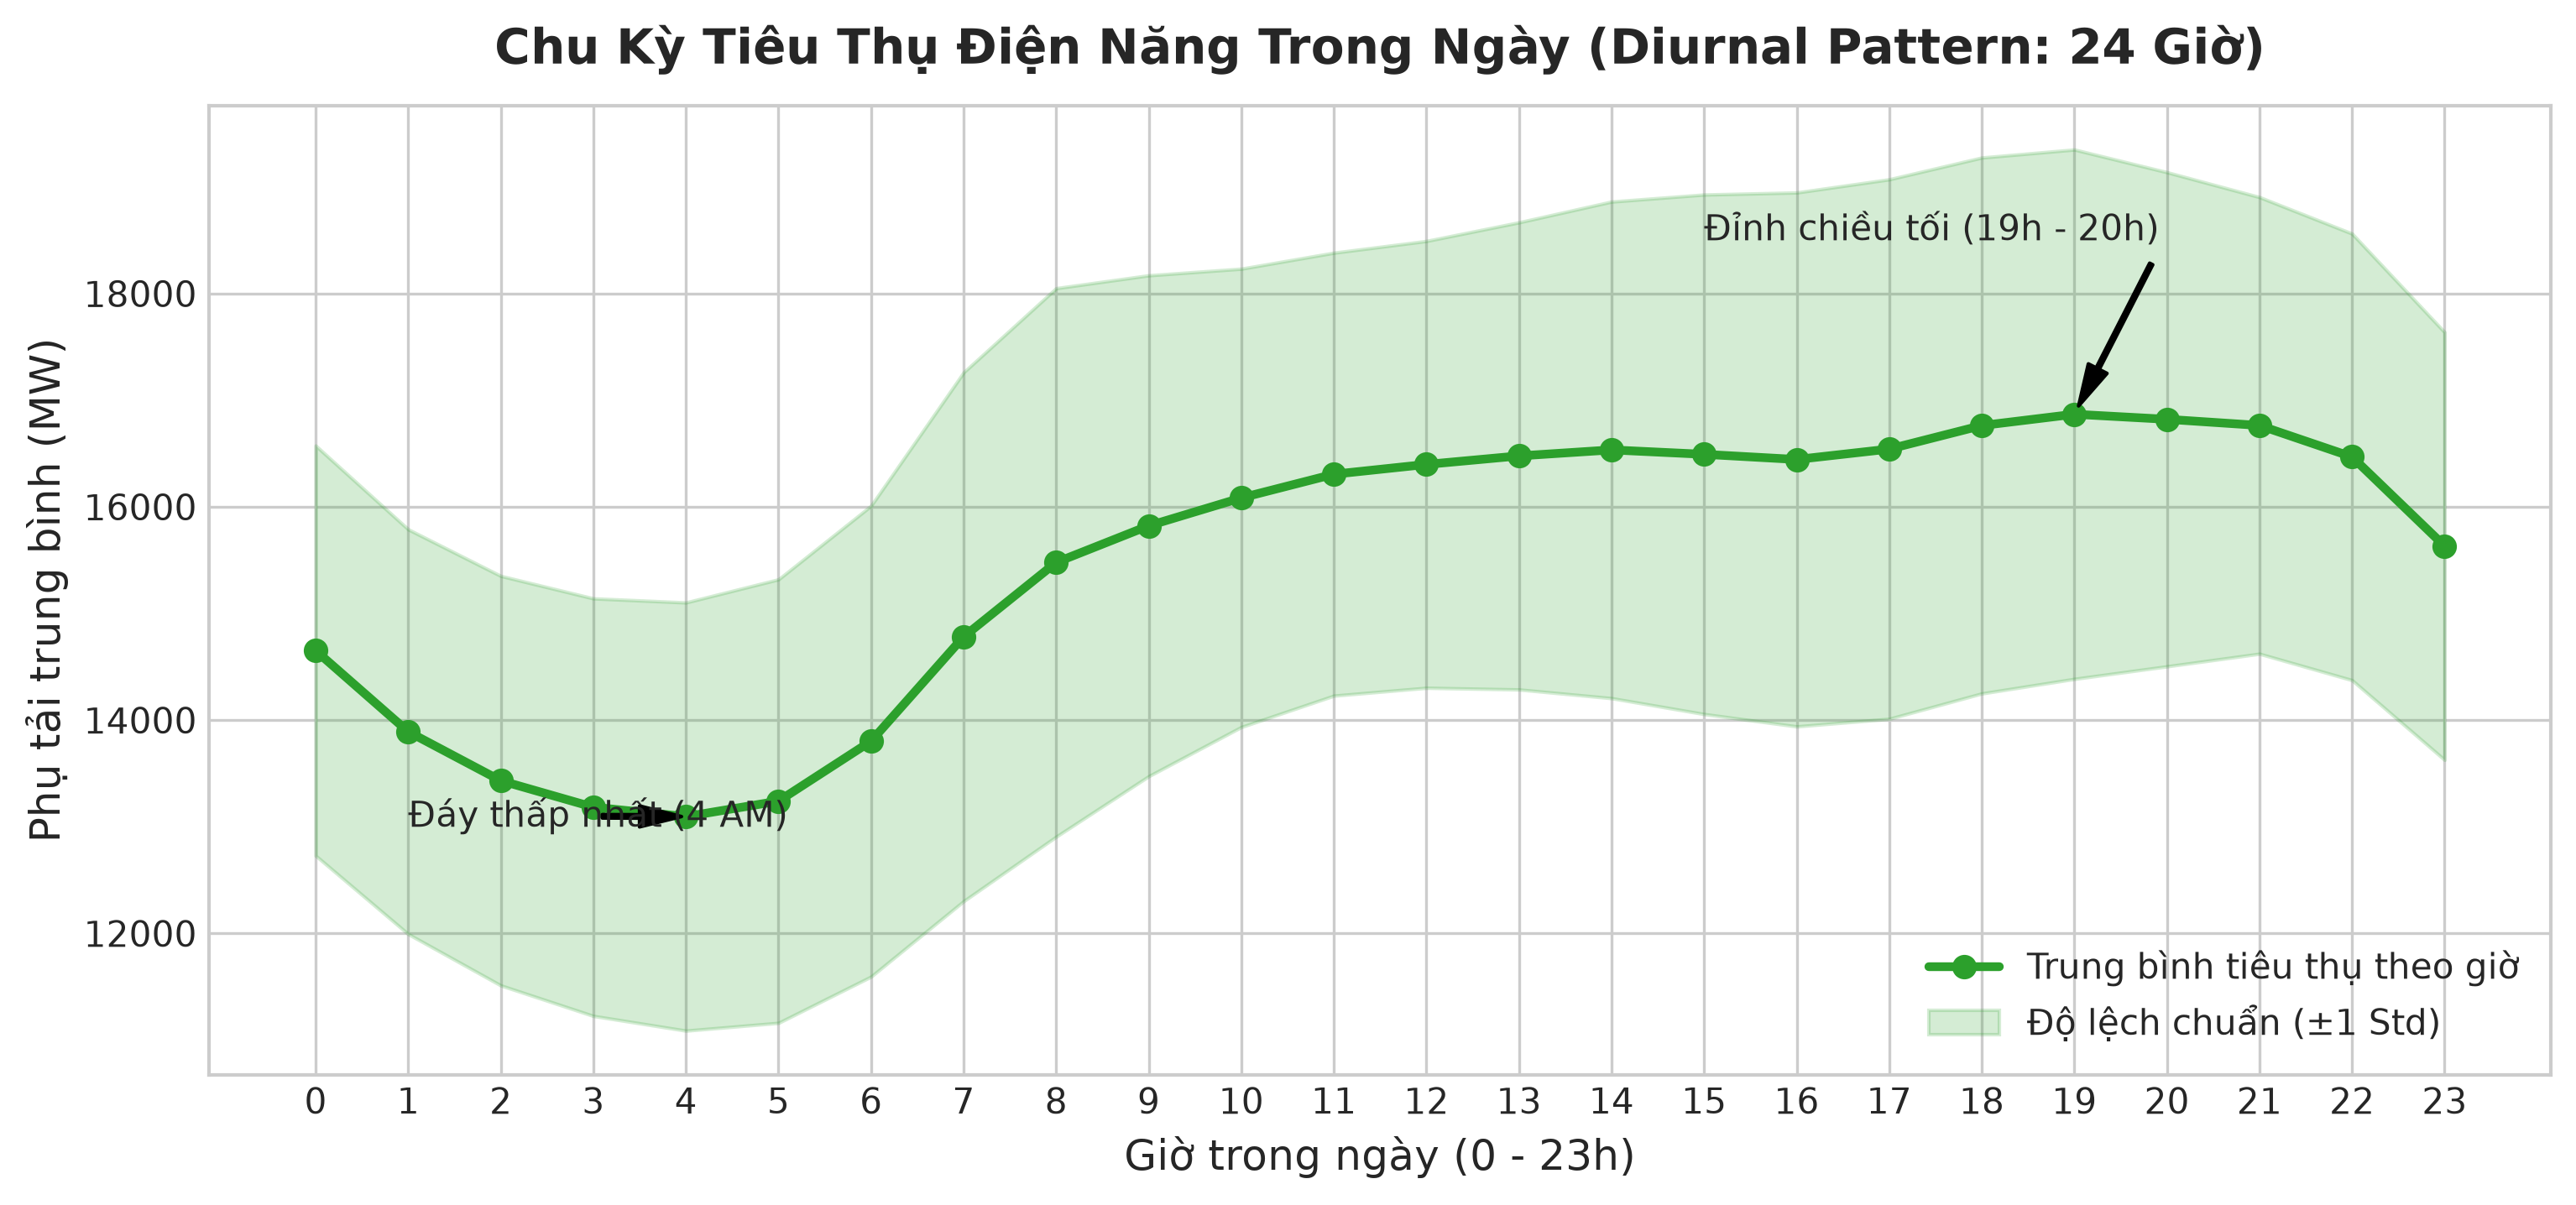 Chu Kỳ Tiêu Thụ Điện Năng Trong Ngày (Diurnal Pattern: 24 Giờ)
Phụ tải trung bình (MW)
18000
16000
14000
12000
Đỉnh chiều tối (19h - 20h)
Đáy thấp nhất (4 AM)
Trung bình tiêu thụ theo giờ
Độ lệch chuẩn (±1 Std)
0 1 2 3 4 5 6 7 8 9 10 11 12 13 14 15 16 17 18 19 20 21 22 23
Giờ trong ngày (0 - 23h)